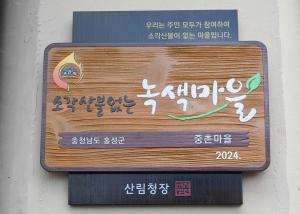 우리는 주민 모두가 참여하여
소각산불이 없는 마을입니다.
소각산불없는 녹색마을
충청남도 홍성군 중촌마을
2024.
산림청장